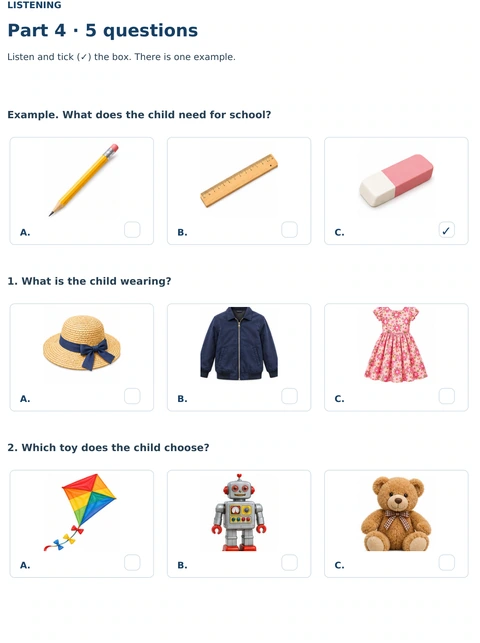 LISTENING
Part 4 · 5 questions
Listen and tick (✓) the box. There is one example.
Example. What does the child need for school?
A.
B.
C. ✓
1. What is the child wearing?
A.
B.
C.
2. Which toy does the child choose?
A.
B.
C.